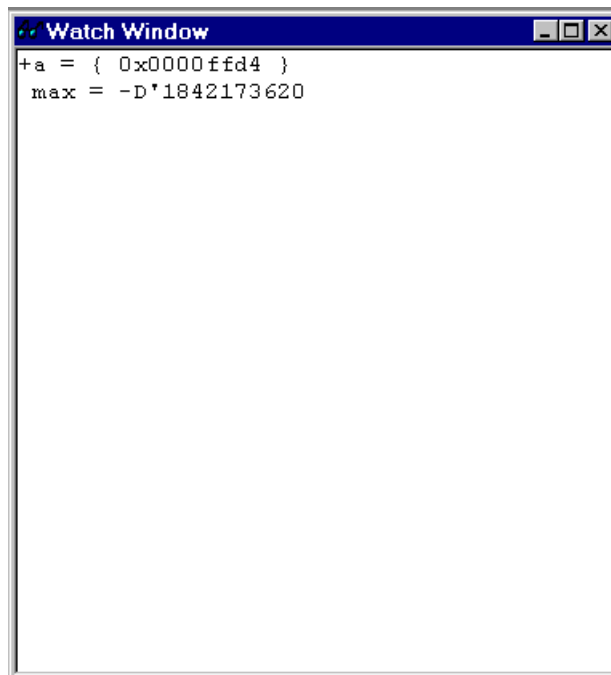 Watch Window
+a = { 0x0000ffd4 }
max = -D'1842173620